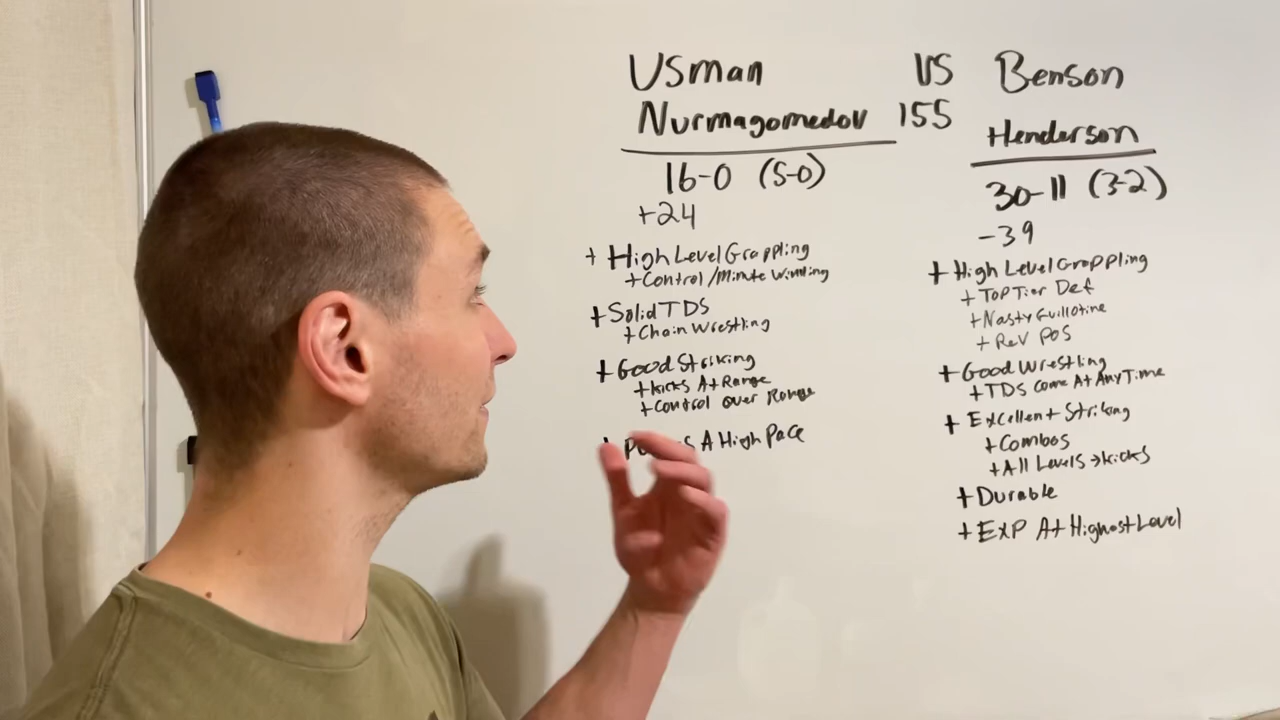 Usman VS Benson
Nurmagomedov 155 Henderson
16-0 (5-0)
+24
+ High Level Grappling
+ Control/Minute Winning
+ Solid TDS
+ Chain Wrestling
+ Good Striking
+ Kicks At Range
+ Control Over Range
+ A High Pace
30-11 (3-2)
-39
+ High Level Grappling
+ Top Tier Def
+ Nasty Guillotine
+ Rev Pos
+ Good Wrestling
+ TDS Come At Any Time
+ Excellent Striking
+ Combos
+ All Levels → Kicks
+ Durable
+ Exp At Highest Level